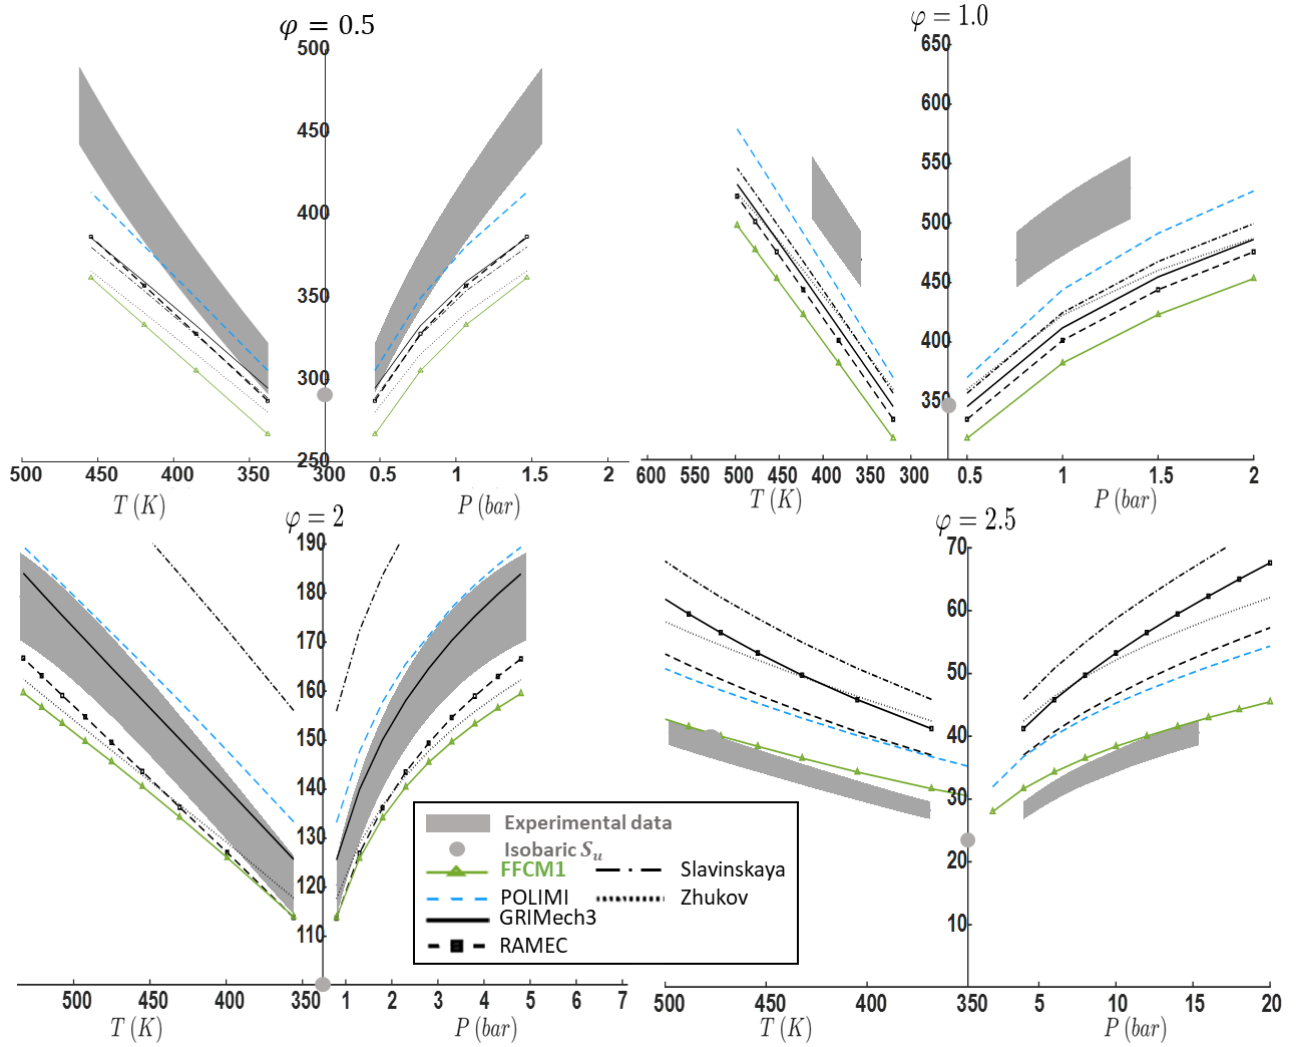 φ = 0.5
500
450
400
350
300
250
500 450 400 350 300 0.5 1 1.5 2
T (K) P (bar)
φ = 1.0
650
600
550
500
450
400
350
600 550 500 450 400 350 300 0.5 1 1.5 2
T (K) P (bar)
φ = 2
190
180
170
160
150
140
130
120
110
500 450 400 350 1 2 3 4 5 6 7
T (K) P (bar)
φ = 2.5
70
60
50
40
30
20
10
500 450 400 350 5 10 15 20
T (K) P (bar)
Experimental data
Isobaric Su
FFCM1 Slavinskaya
POLIMI Zhukov
GRIMech3
RAMEC